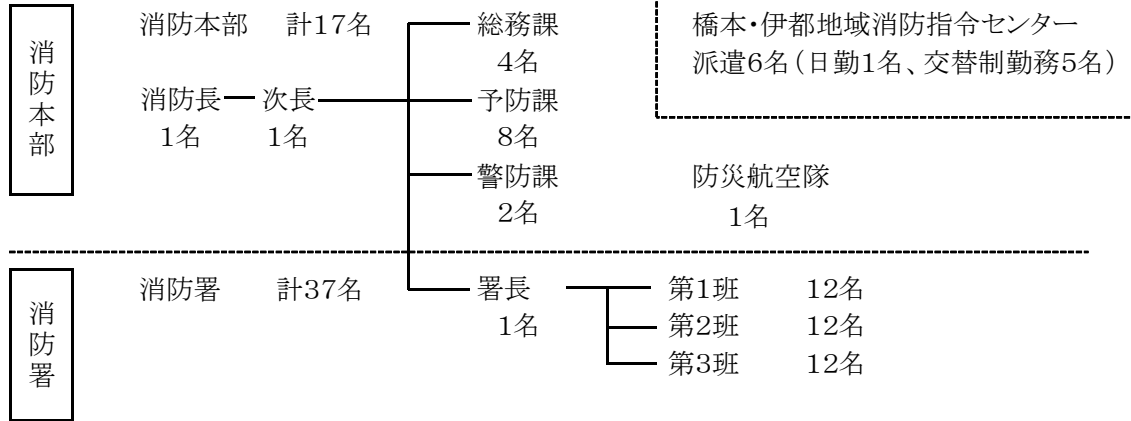 消防本部
消防本部 計17名
総務課
4名
橋本・伊都地域消防指令センター
派遣6名(日勤1名、交替制勤務5名)
消防長 次長
1名 1名
予防課
8名
警防課
2名
防災航空隊
1名
消防署
消防署 計37名
署長
1名
第1班 12名
第2班 12名
第3班 12名